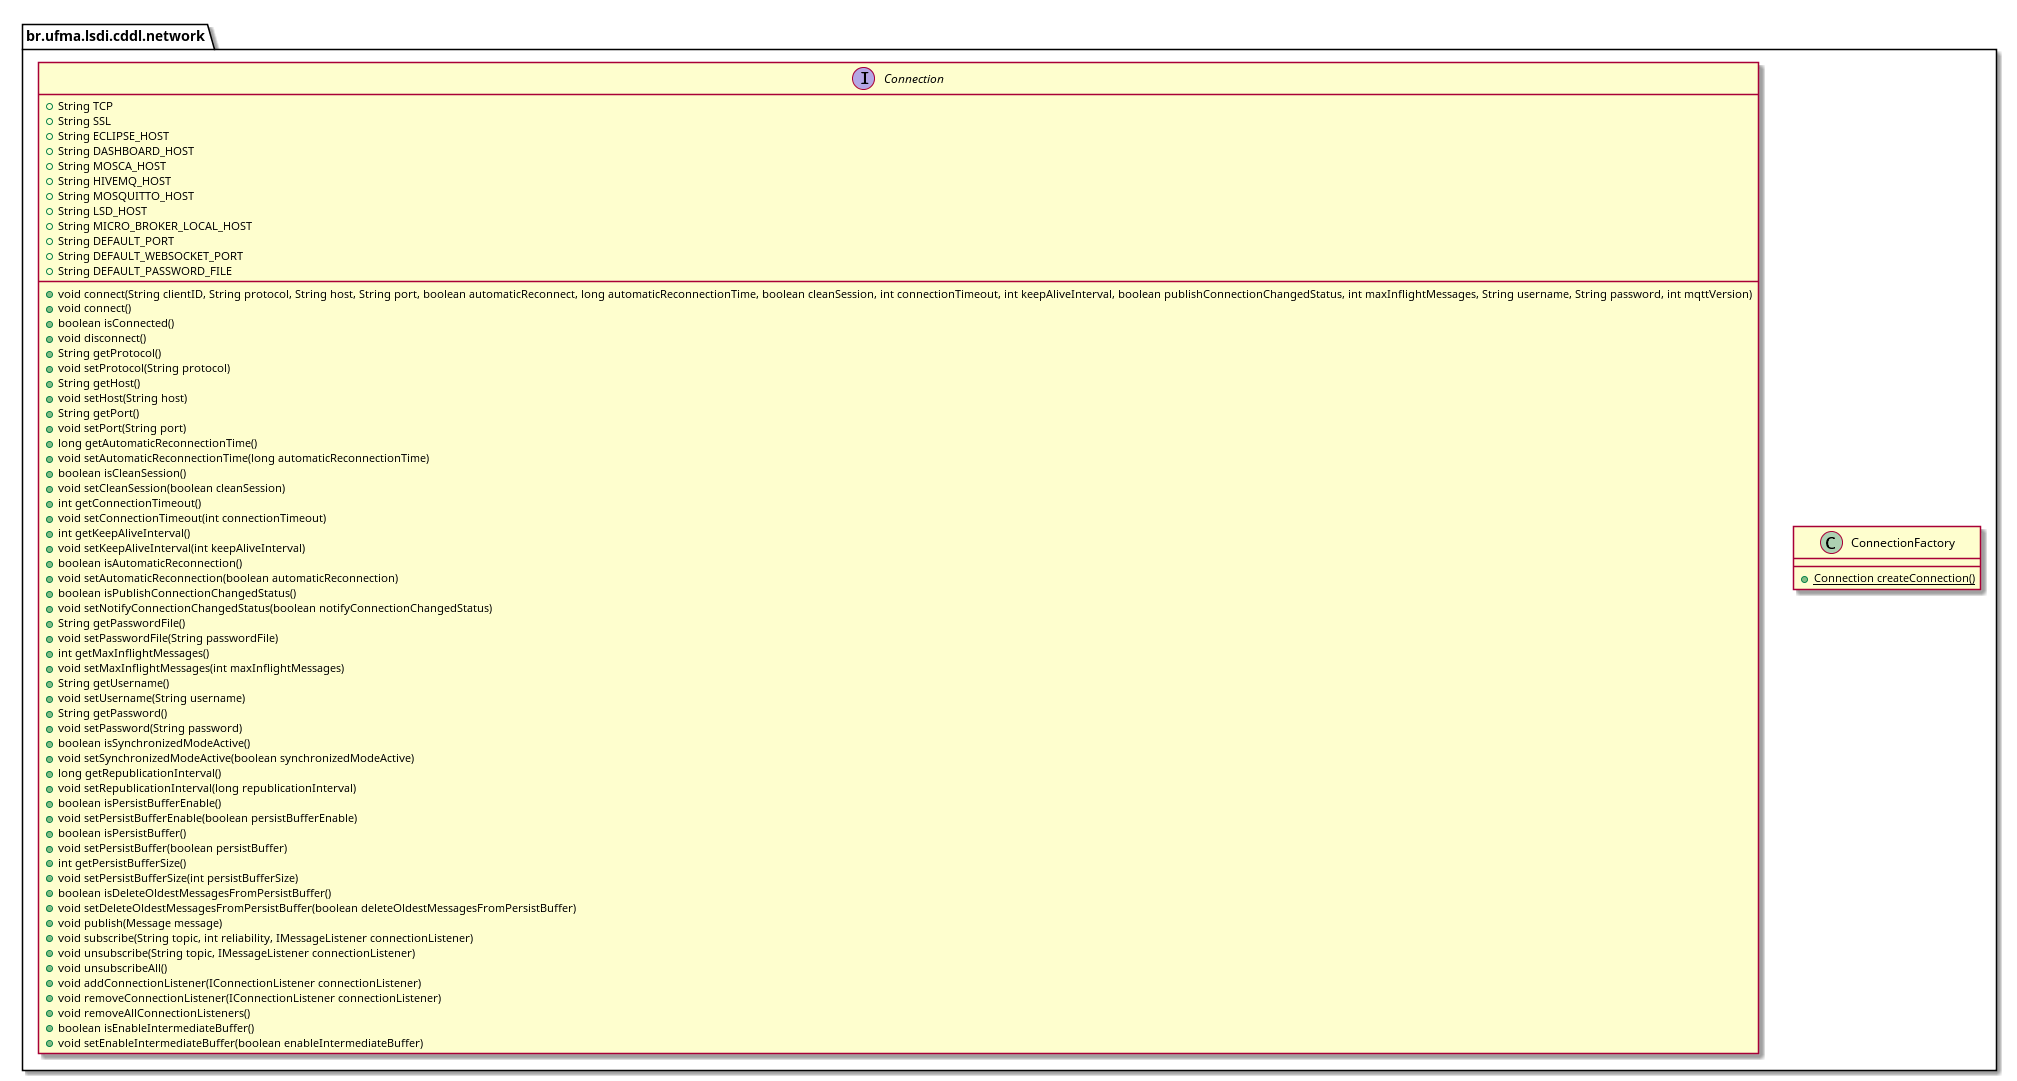 br.ufma.lsdi.cddl.network
I Connection
String TCP
String SSL
String ECLIPSE_HOST
String DASHBOARD_HOST
String MOSCA_HOST
String HIVEMQ_HOST
String MOSQUITTO_HOST
String LSD_HOST
String MICRO_BROKER_LOCAL_HOST
String DEFAULT_PORT
String DEFAULT_WEBSOCKET_PORT
String DEFAULT_PASSWORD_FILE
void connect(String clientID, String protocol, String host, String port, boolean automaticReconnect, long automaticReconnectionTime, boolean cleanSession, int connectionTimeout, int keepAliveInterval, boolean publishConnectionChangedStatus, int maxInflightMessages, String username, String password, int mqttVersion)
void connect()
boolean isConnected()
void disconnect()
String getProtocol()
void setProtocol(String protocol)
String getHost()
void setHost(String host)
String getPort()
void setPort(String port)
long getAutomaticReconnectionTime()
void setAutomaticReconnectionTime(long automaticReconnectionTime)
boolean isCleanSession()
void setCleanSession(boolean cleanSession)
int getConnectionTimeout()
void setConnectionTimeout(int connectionTimeout)
int getKeepAliveInterval()
void setKeepAliveInterval(int keepAliveInterval)
boolean isAutomaticReconnection()
void setAutomaticReconnection(boolean automaticReconnection)
boolean isPublishConnectionChangedStatus()
void setNotifyConnectionChangedStatus(boolean notifyConnectionChangedStatus)
String getPasswordFile()
void setPasswordFile(String passwordFile)
int getMaxInflightMessages()
void setMaxInflightMessages(int maxInflightMessages)
String getUsername()
void setUsername(String username)
String getPassword()
void setPassword(String password)
boolean isSynchronizedModeActive()
void setSynchronizedModeActive(boolean synchronizedModeActive)
long getRepublicationInterval()
void setRepublicationInterval(long republicationInterval)
boolean isPersistBufferEnable()
void setPersistBufferEnable(boolean persistBufferEnable)
boolean isPersistBuffer()
void setPersistBuffer(boolean persistBuffer)
int getPersistBufferSize()
void setPersistBufferSize(int persistBufferSize)
boolean isDeleteOldestMessagesFromPersistBuffer()
void setDeleteOldestMessagesFromPersistBuffer(boolean deleteOldestMessagesFromPersistBuffer)
void publish(Message message)
void subscribe(String topic, int reliability, IMessageListener connectionListener)
void unsubscribe(String topic, IMessageListener connectionListener)
void unsubscribeAll()
void addConnectionListener(IConnectionListener connectionListener)
void removeConnectionListener(IConnectionListener connectionListener)
void removeAllConnectionListeners()
boolean isEnableIntermediateBuffer()
void setEnableIntermediateBuffer(boolean enableIntermediateBuffer)
C ConnectionFactory
Connection createConnection()